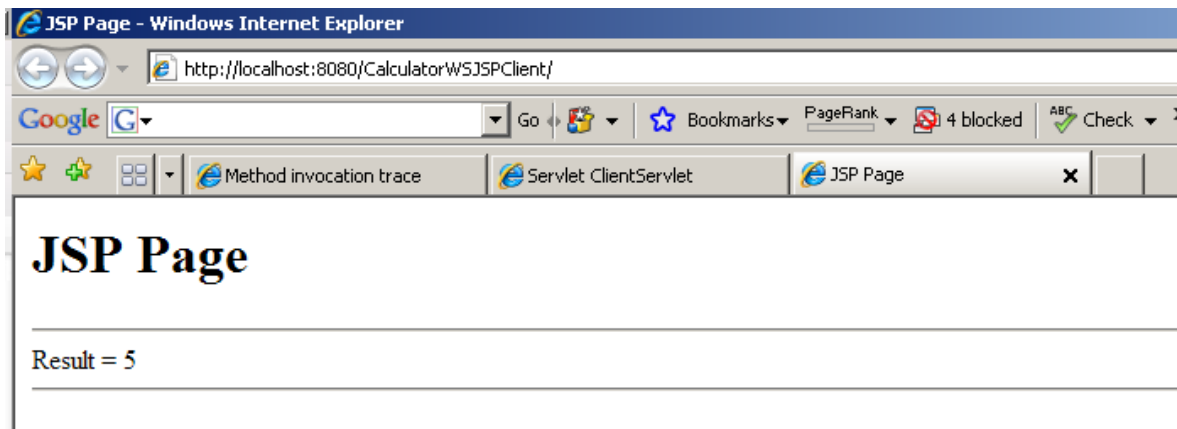 JSP Page - Windows Internet Explorer
http://localhost:8080/CalculatorWSJSPClient/
Google G Go Bookmarks PageRank 4 blocked ABC Check
Method invocation trace Servlet ClientServlet JSP Page
JSP Page
Result = 5